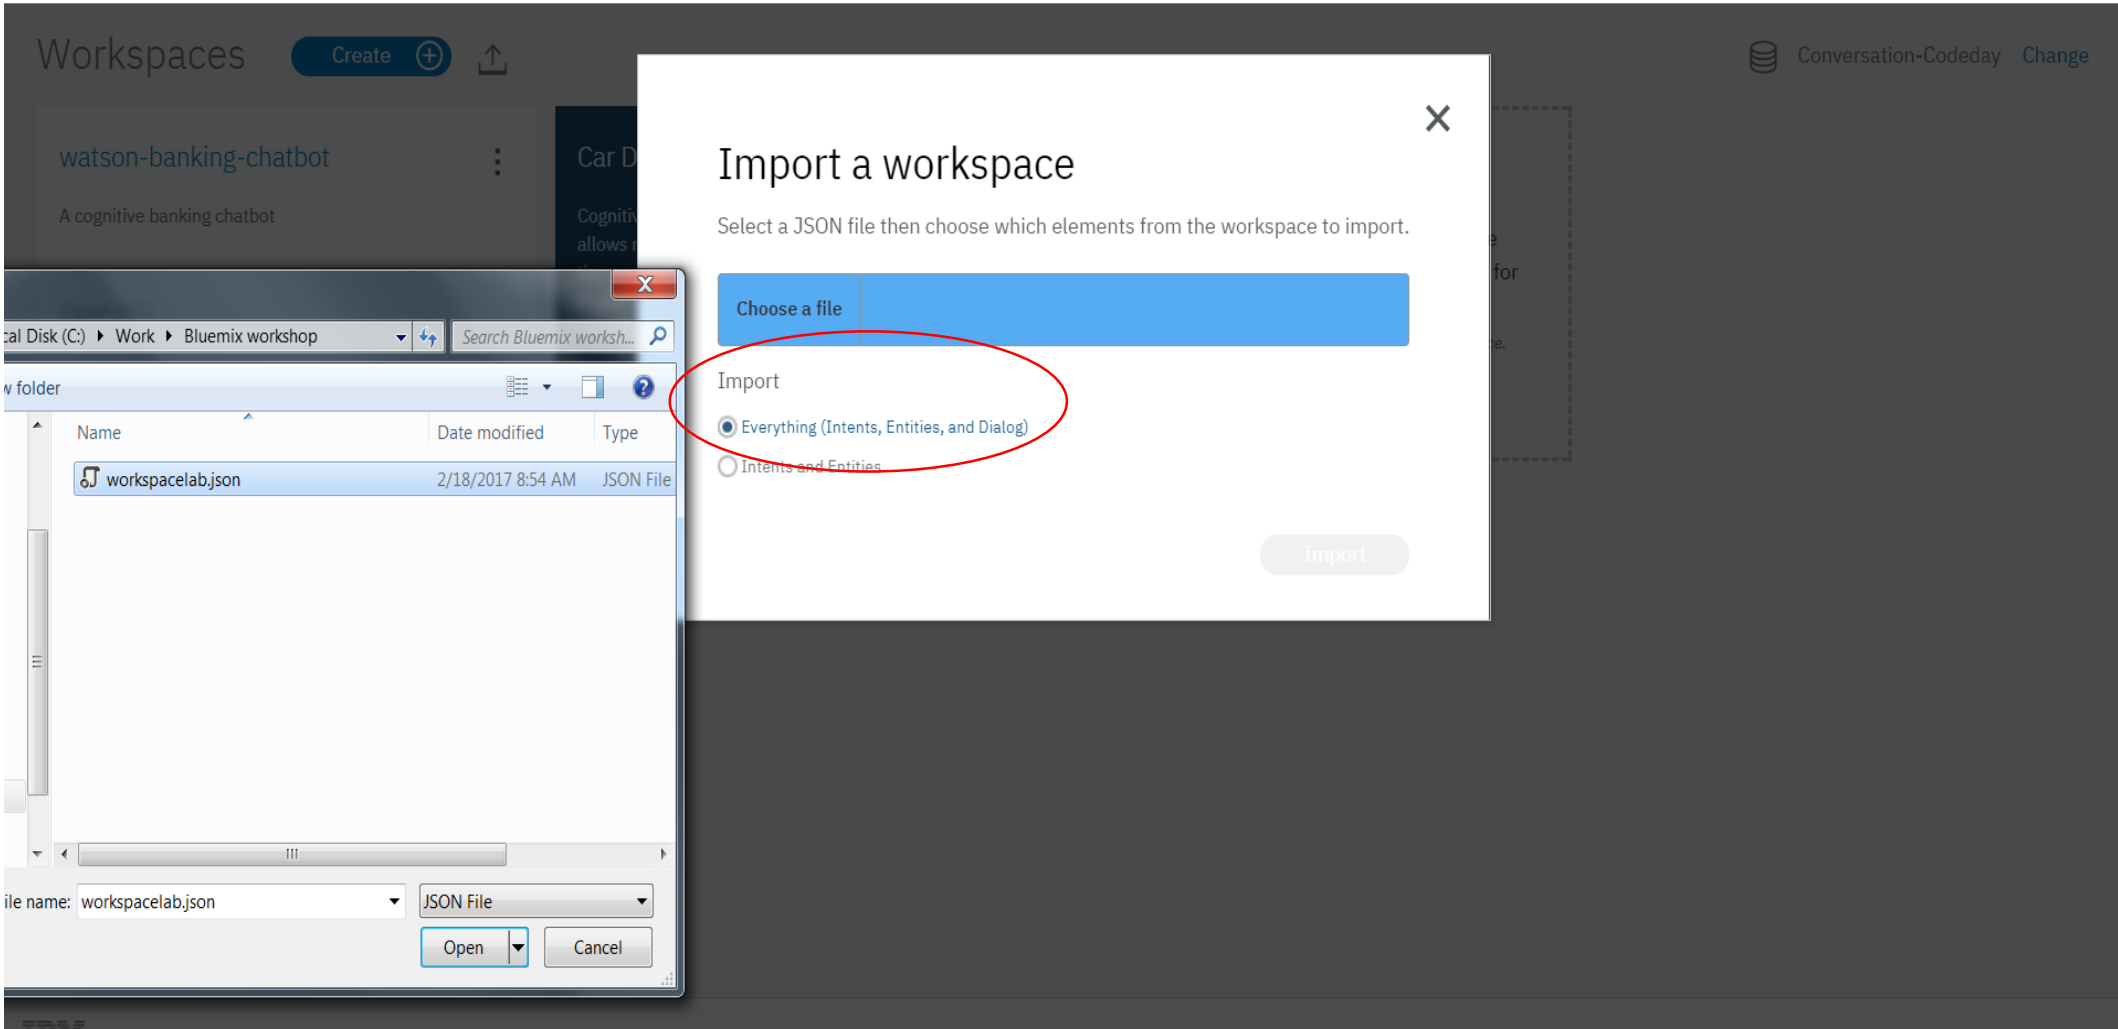 Workspaces
Create
Conversation-Codeday Change
watson-banking-chatbot
A cognitive banking chatbot
Car D
Cogniti
allows
Import a workspace
Select a JSON file then choose which elements from the workspace to import.
Choose a file
Import
Everything (Intents, Entities, and Dialog)
Intents and Entities
Import
e
for
te.
cal Disk (C:) Work Bluemix workshop
Search Bluemix worksh...
w folder
Name Date modified Type
workspacelab.json 2/18/2017 8:54 AM JSON File
ile name: workspacelab.json
JSON File
Open
Cancel